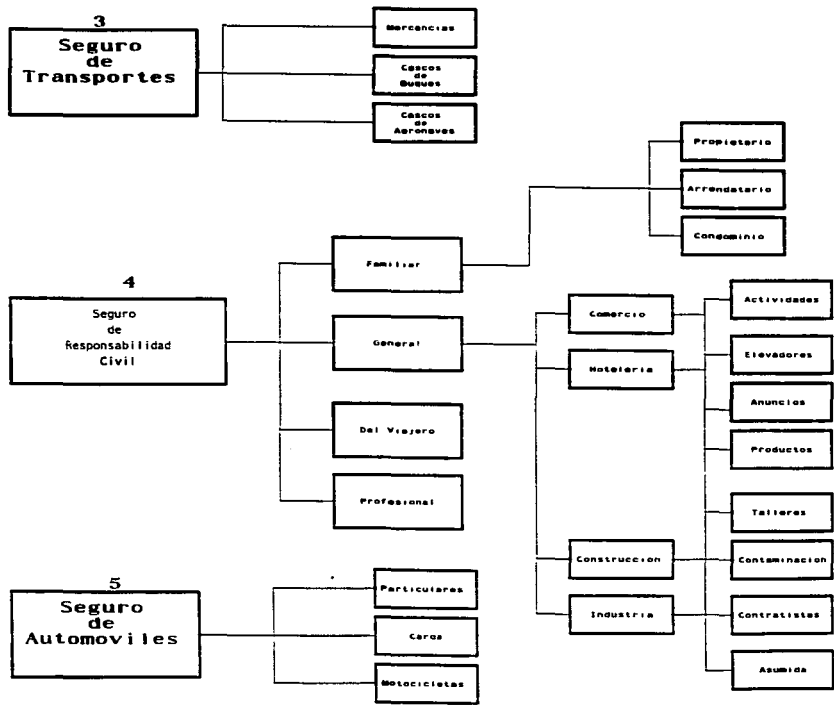 3
Seguro
de
Transportes
Mercancias
Cascos
de
Buques
Cascos
de
Aeronaves
4
Seguro
de
Responsabilidad
Civil
Familiar
General
Del Viajero
Profesional
Propietario
Arrendatario
Condominio
Comercio
Hoteleria
Construccion
Industria
Actividades
Elevadores
Anuncios
Productos
Talleres
Contaminacion
Contratistas
Asumida
5
Seguro
de
Automoviles
Particulares
Carga
Motocicletas